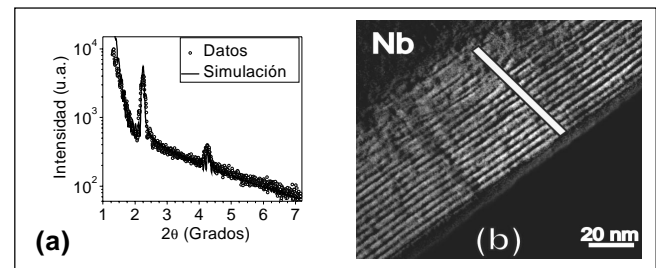 10⁴
10³
10²
Intensidad (u.a.)
Datos
Simulación
1 2 3 4 5 6 7
2θ (Grados)
(a)
Nb
(b)
20 nm